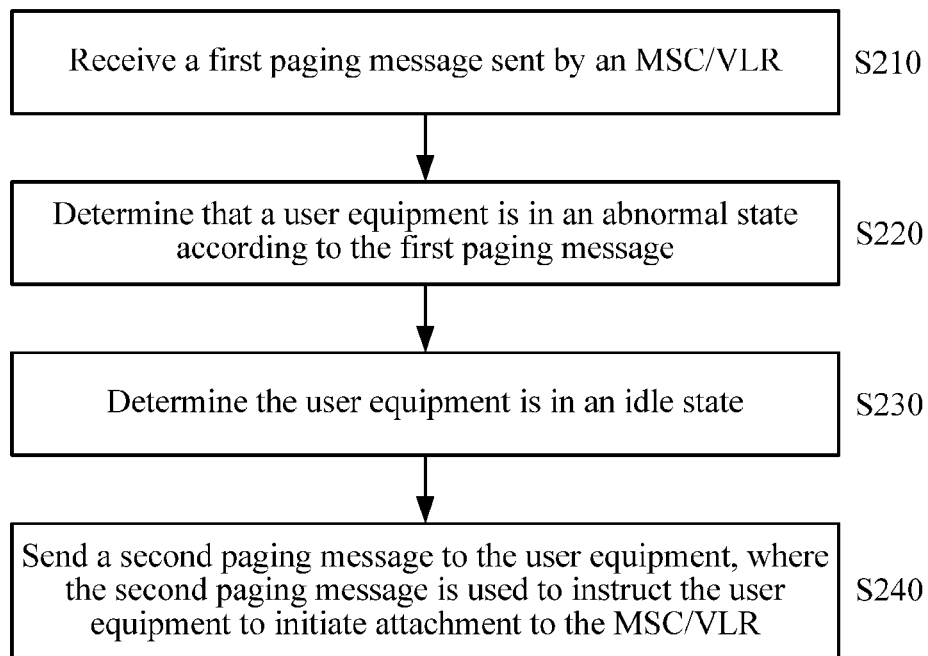 Receive a first paging message sent by an MSC/VLR
S210
Determine that a user equipment is in an abnormal state
according to the first paging message
S220
Determine the user equipment is in an idle state
S230
Send a second paging message to the user equipment, where
the second paging message is used to instruct the user
equipment to initiate attachment to the MSC/VLR
S240